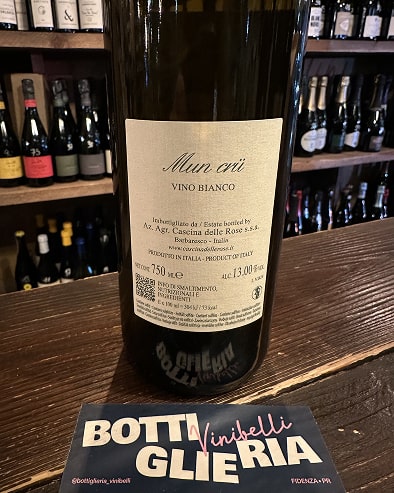 Mun crü
VINO BIANCO
Imbottigliato da / Estate bottled by
Az. Agr. Cascina delle Rose s.s.a.
Barbaresco - Italia
www.cascinadellerose.it
PRODOTTO IN ITALIA - PRODUCT OF ITALY
NET CONT. 750 ML e ALC. 13,00% VOL.
INFO DI SMALTIMENTO,
NUTRIZIONALI E
INGREDIENTI
BOTTI
Vinibelli
GLIERIA
@bottiglieria_vinibelli
FIDENZA•PR